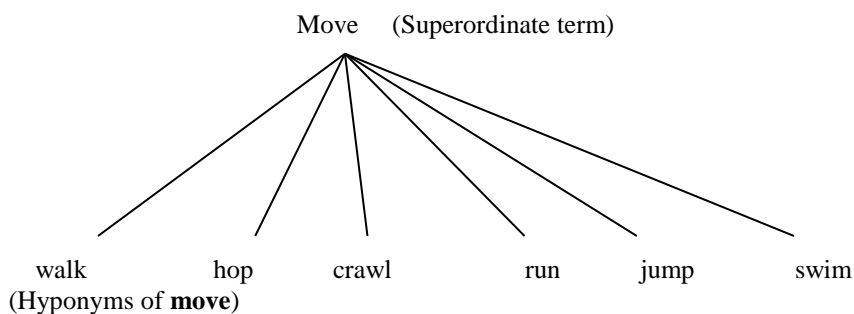 Move (Superordinate term)
walk hop crawl run jump swim
(Hyponyms of move)